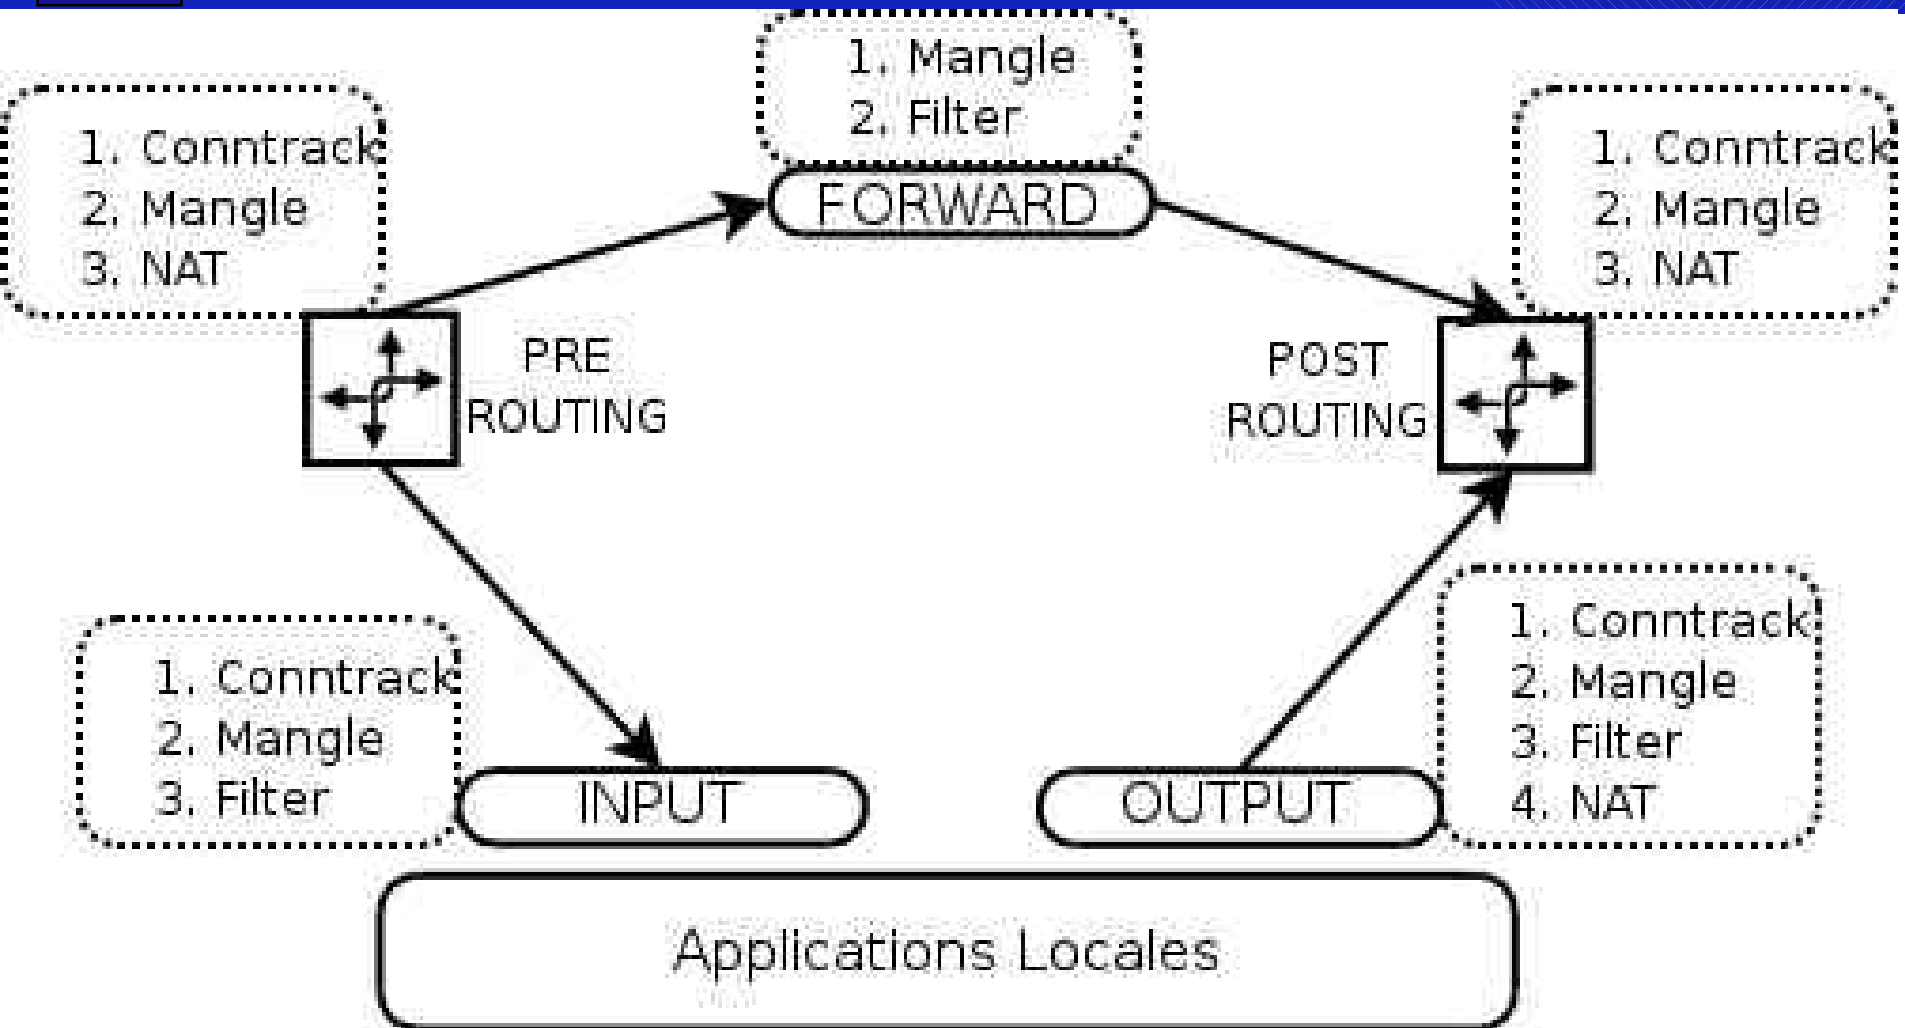 1. Mangle
2. Filter
FORWARD
1. Conntrack
2. Mangle
3. NAT
PRE
ROUTING
1. Conntrack
2. Mangle
3. NAT
POST
ROUTING
1. Conntrack
2. Mangle
3. Filter
INPUT
1. Conntrack
2. Mangle
3. Filter
4. NAT
OUTPUT
Applications Locales